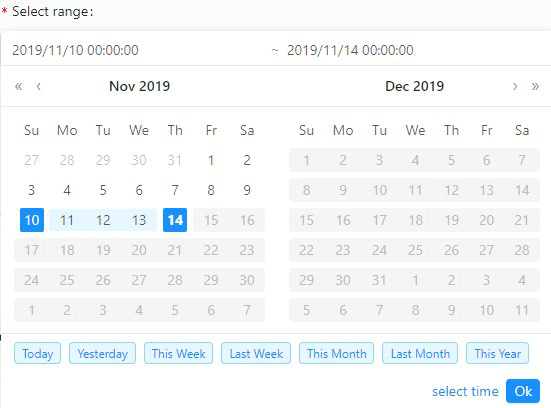 * Select range:
2019/11/10 00:00:00 ~ 2019/11/14 00:00:00
« ‹ Nov 2019 Dec 2019 › »
Su Mo Tu We Th Fr Sa Su Mo Tu We Th Fr Sa
27 28 29 30 31 1 2 1 2 3 4 5 6 7
3 4 5 6 7 8 9 8 9 10 11 12 13 14
10 11 12 13 14 15 16 15 16 17 18 19 20 21
17 18 19 20 21 22 23 22 23 24 25 26 27 28
24 25 26 27 28 29 30 29 30 31 1 2 3 4
1 2 3 4 5 6 7 5 6 7 8 9 10 11
Today Yesterday This Week Last Week This Month Last Month This Year
select time Ok